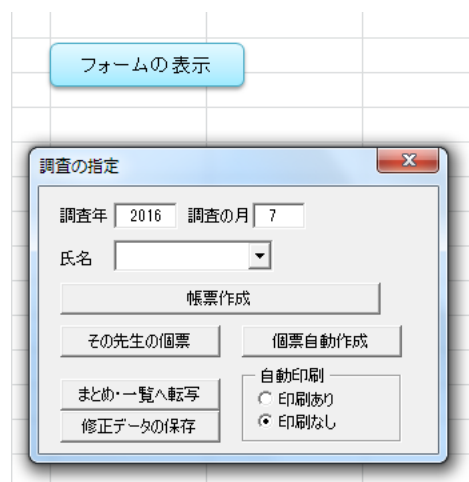 フォームの表示
調査の指定
調査年 2016 調査の月 7
氏名
帳票作成
その先生の個票 個票自動作成
自動印刷
まとめ・一覧へ転写 印刷あり
修正データの保存 印刷なし